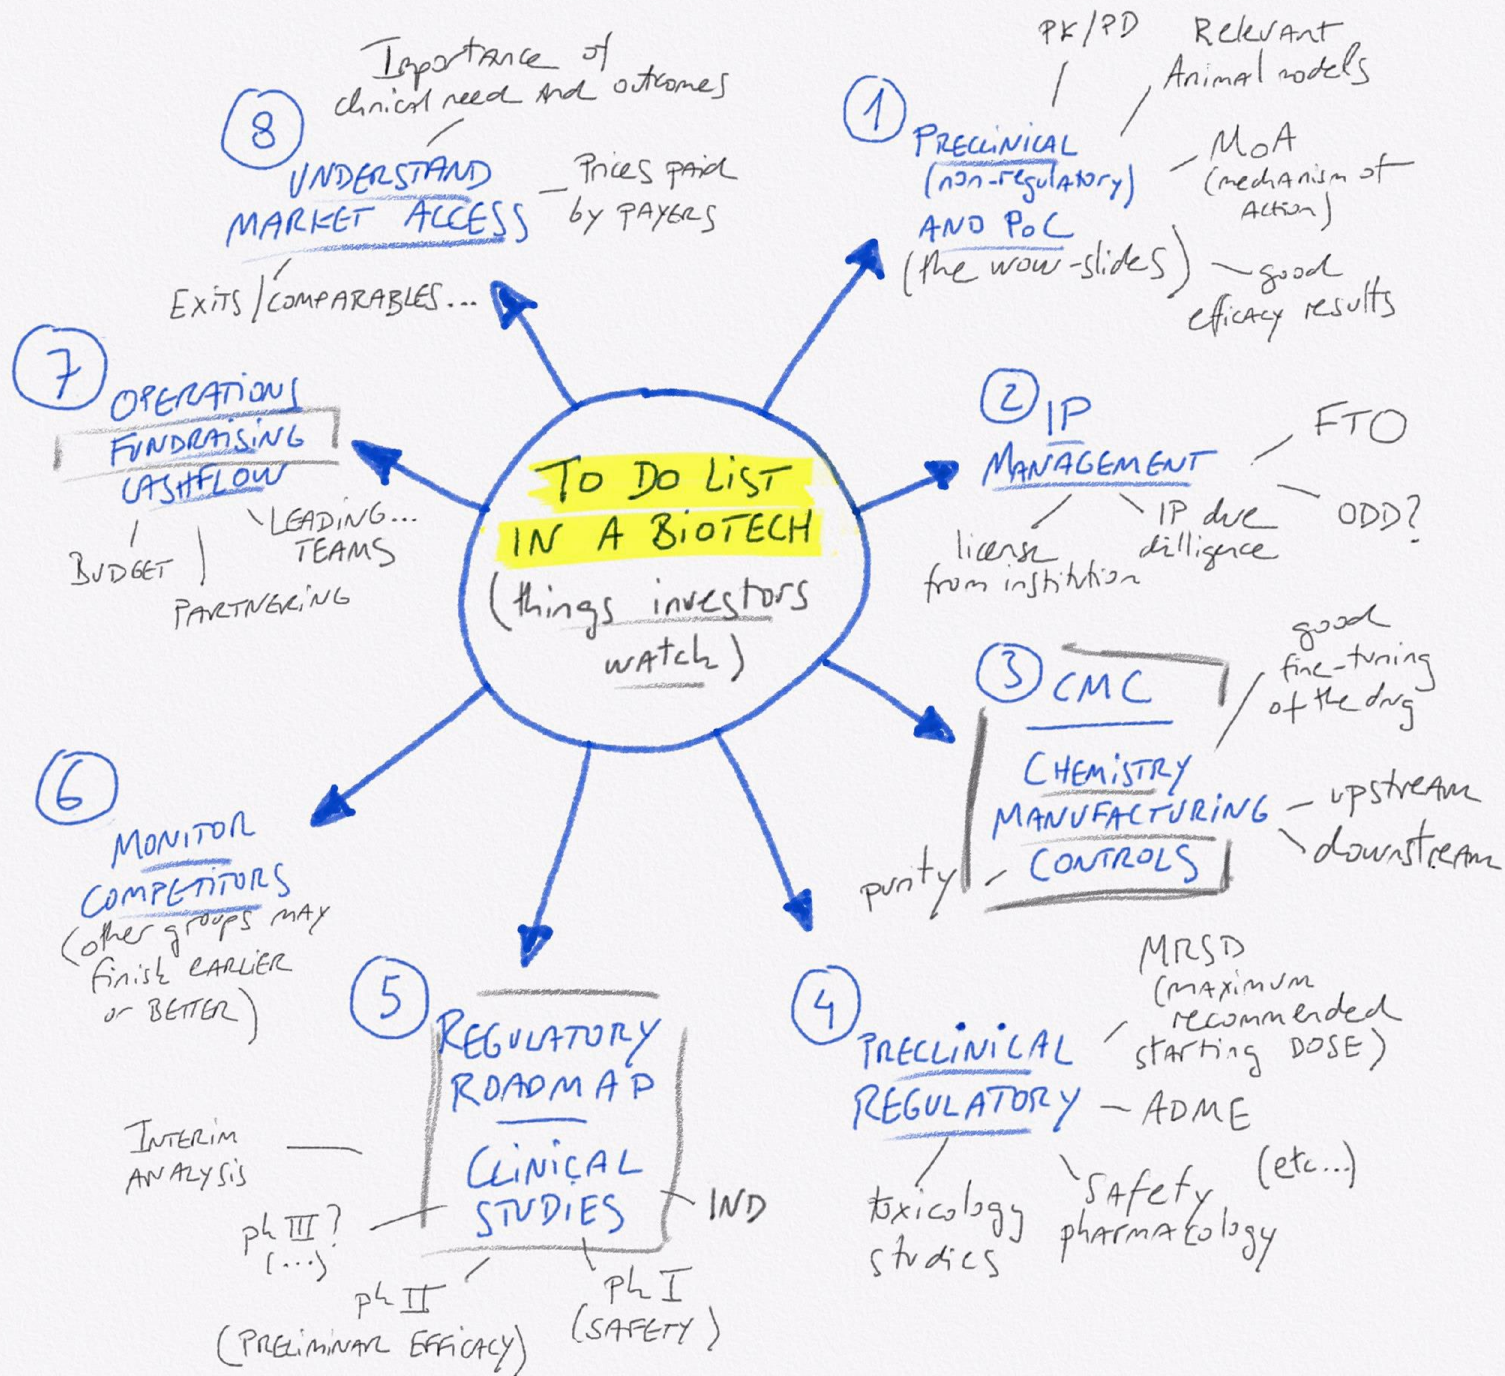 TO DO LIST
IN A BIOTECH
(things investors
watch)
1
PRECLINICAL
(non-regulatory)
AND PoC
(the wow-slides)
PK/PD
Relevant
Animal models
MoA
(mechanism of
Action)
good
efficacy results
2
IP
MANAGEMENT
FTO
ODD?
IP due
dilligence
license
from institution
3
CMC
CHEMISTRY
MANUFACTURING
CONTROLS
good
fine-tuning
of the drug
upstream
downstream
purity
4
PRECLINICAL
REGULATORY
MRSD
(MAXIMUM
recommended
starting DOSE)
ADME
(etc...)
SAfety
pharmacology
toxicology
studies
5
REGULATORY
ROADMAP
CLINICAL
STUDIES
IND
ph I
(SAFETY)
ph II
(PRELIMINAR EFFICACY)
ph III?
(...)
INTERIM
ANALYSIS
6
MONITOR
COMPETITORS
(other groups MAY
finish EARLIER
or BETTER)
7
OPERATIONS
FUNDRAISING
CASHFLOW
BUDGET
PARTNERING
LEADING...
TEAMS
8
UNDERSTAND
MARKET ACCESS
Importance of
clinical need and outcomes
Prices paid
by PAYERS
EXITS/COMPARABLES...